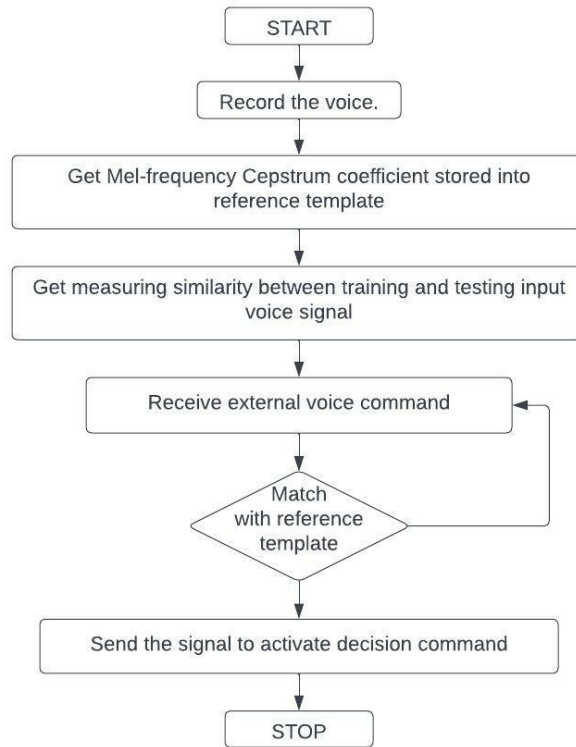 START
Record the voice.
Get Mel-frequency Cepstrum coefficient stored into
reference template
Get measuring similarity between training and testing input
voice signal
Receive external voice command
Match
with reference
template
Send the signal to activate decision command
STOP